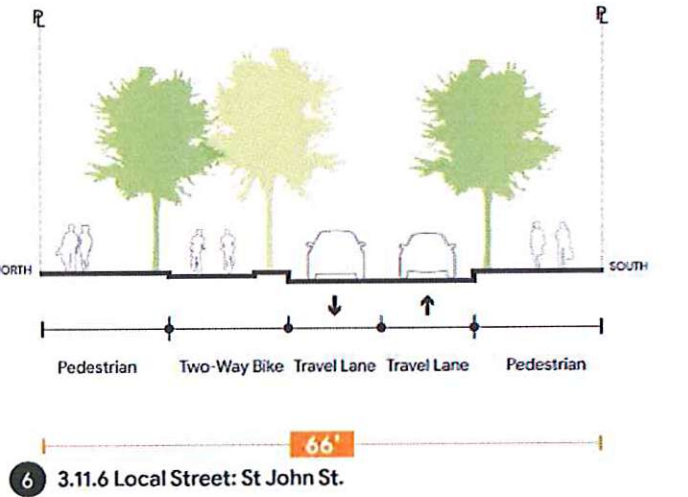 PL PL
ORTH SOUTH
Pedestrian Two-Way Bike Travel Lane Travel Lane Pedestrian
66'
6 3.11.6 Local Street: St John St.